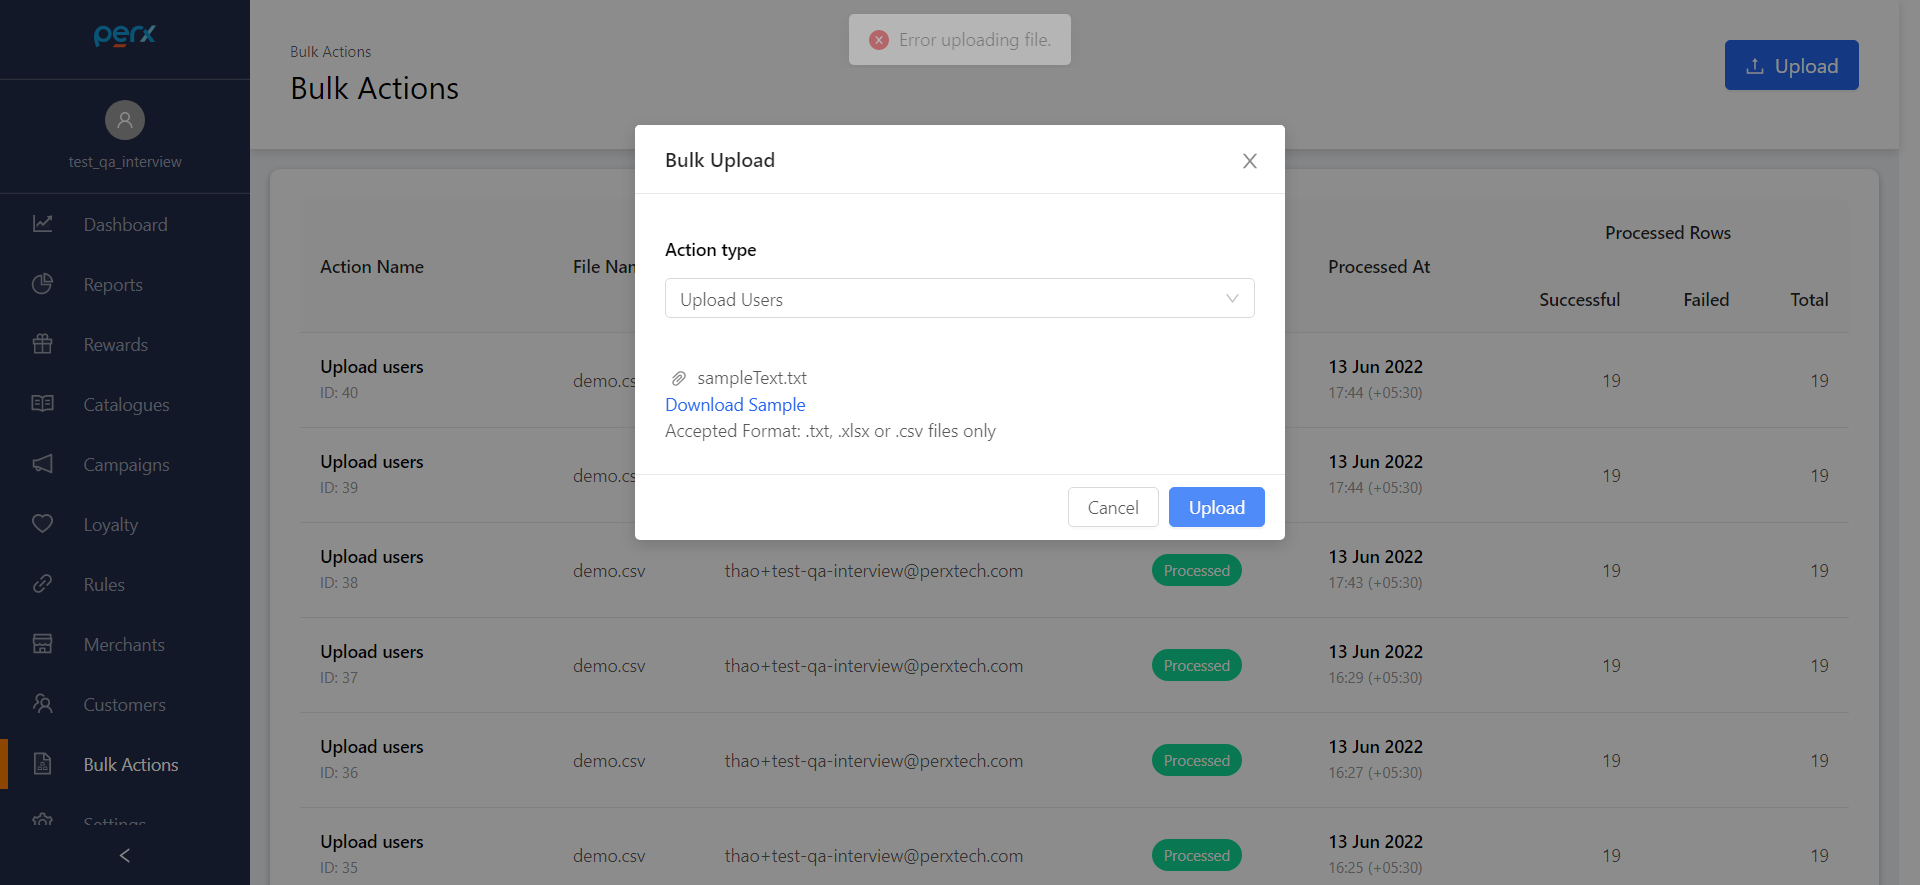 perx
test_qa_interview
Dashboard
Reports
Rewards
Catalogues
Campaigns
Loyalty
Rules
Merchants
Customers
Bulk Actions
Settings
Bulk Actions
Bulk Actions
Error uploading file.
Upload
Bulk Upload
Action type
Upload Users
sampleText.txt
Download Sample
Accepted Format: .txt, .xlsx or .csv files only
Cancel
Upload
Action Name
File Nam
Processed At
Processed Rows
Successful
Failed
Total
Upload users
ID: 40
demo.cs
13 Jun 2022
17:44 (+05:30)
19
19
Upload users
ID: 39
demo.cs
13 Jun 2022
17:44 (+05:30)
19
19
Upload users
ID: 38
demo.csv
thao+test-qa-interview@perxtech.com
Processed
13 Jun 2022
17:43 (+05:30)
19
19
Upload users
ID: 37
demo.csv
thao+test-qa-interview@perxtech.com
Processed
13 Jun 2022
16:29 (+05:30)
19
19
Upload users
ID: 36
demo.csv
thao+test-qa-interview@perxtech.com
Processed
13 Jun 2022
16:27 (+05:30)
19
19
Upload users
ID: 35
demo.csv
thao+test-qa-interview@perxtech.com
Processed
13 Jun 2022
16:25 (+05:30)
19
19